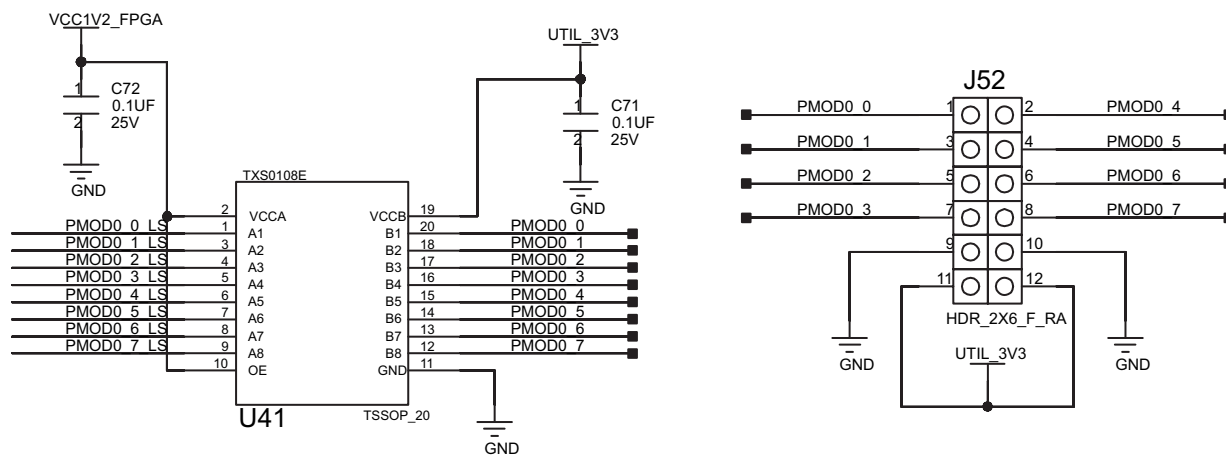 VCC1V2_FPGA
1
C72
0.1UF
2
25V
GND
UTIL_3V3
1
C71
0.1UF
2
25V
GND
TXS0108E
2 VCCA VCCB 19
PMOD0_0_LS 1 A1 B1 20 PMOD0_0
PMOD0_1_LS 3 A2 B2 18 PMOD0_1
PMOD0_2_LS 4 A3 B3 17 PMOD0_2
PMOD0_3_LS 5 A4 B4 16 PMOD0_3
PMOD0_4_LS 6 A5 B5 15 PMOD0_4
PMOD0_5_LS 7 A6 B6 14 PMOD0_5
PMOD0_6_LS 8 A7 B7 13 PMOD0_6
PMOD0_7_LS 9 A8 B8 12 PMOD0_7
10 OE GND 11
U41 TSSOP_20
GND
J52
PMOD0_0 1 2 PMOD0_4
PMOD0_1 3 4 PMOD0_5
PMOD0_2 5 6 PMOD0_6
PMOD0_3 7 8 PMOD0_7
9 10
11 12
HDR_2X6_F_RA
GND UTIL_3V3 GND